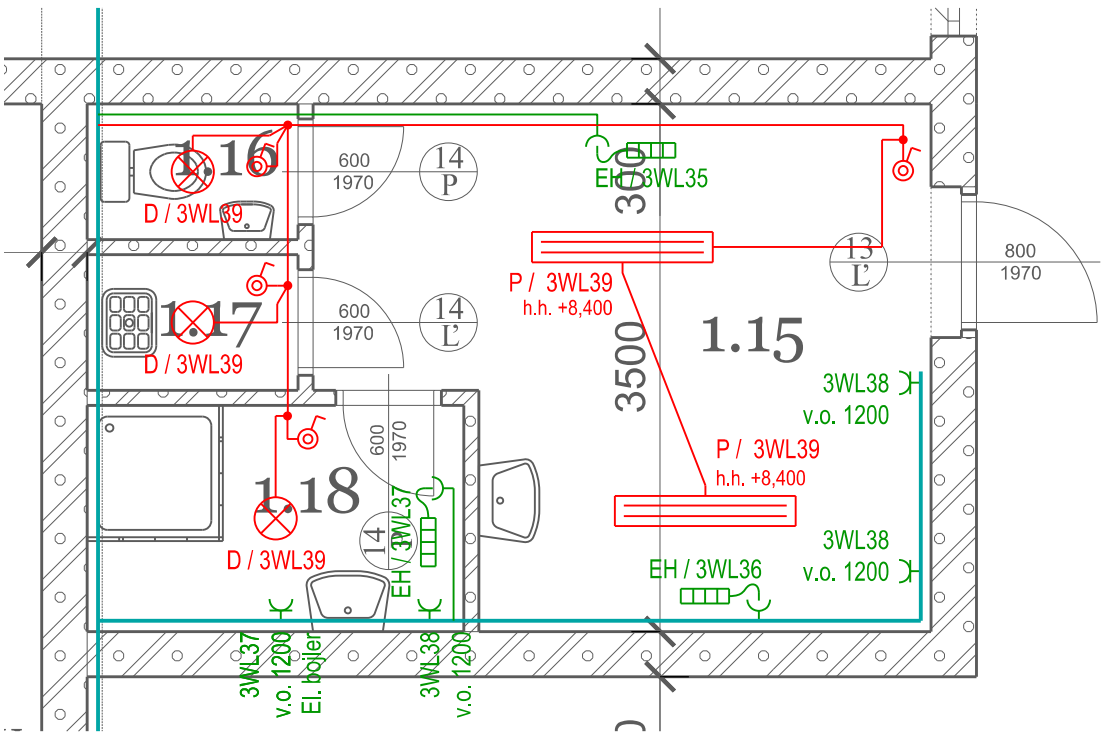 1.16
600
1970
14
P
EH / 3WL35
300
D / 3WL39
13
Ľ
800
1970
P /  3WL39
h.h. +8,400
1.17
600
1970
14
Ľ
3500
1.15
D / 3WL39
3WL38
v.o. 1200
600
1970
P /  3WL39
h.h. +8,400
1.18
EH / 3WL37
14
D / 3WL39
3WL38
v.o. 1200
EH / 3WL36
3WL37
v.o. 1200
El. bojler
3WL38
v.o. 1200